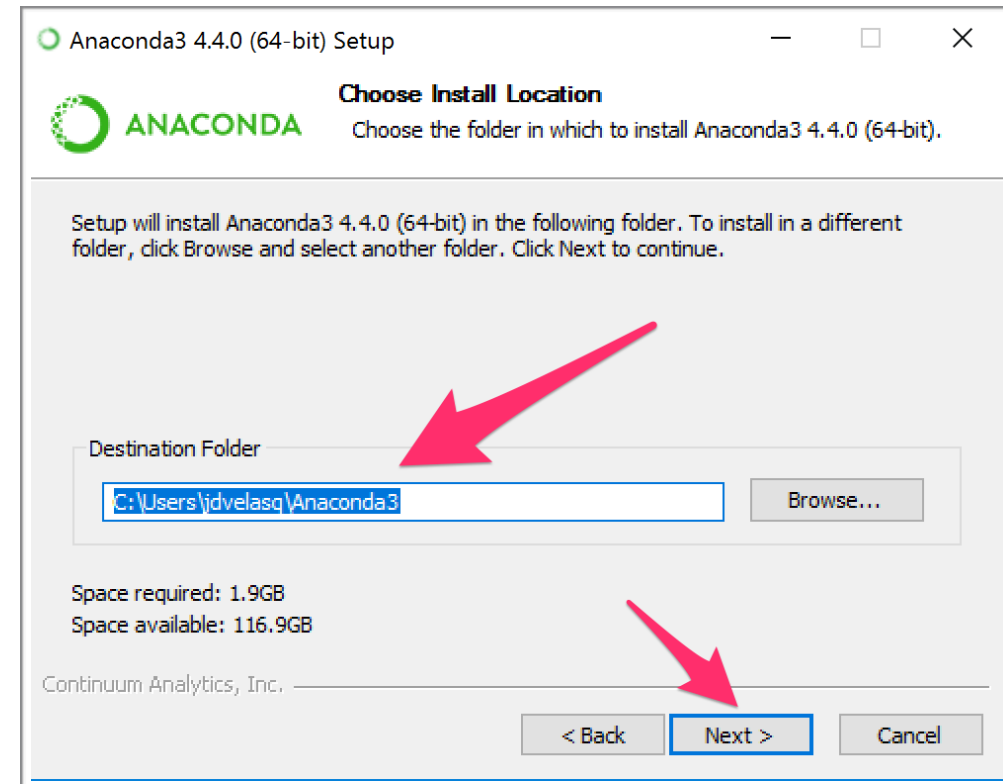 Anaconda3 4.4.0 (64-bit) Setup
Choose Install Location
ANACONDA
Choose the folder in which to install Anaconda3 4.4.0 (64-bit).
Setup will install Anaconda3 4.4.0 (64-bit) in the following folder. To install in a different
folder, click Browse and select another folder. Click Next to continue.
Destination Folder
C:\Users\jdvelasq\Anaconda3
Browse...
Space required: 1.9GB
Space available: 116.9GB
Continuum Analytics, Inc.
< Back
Next >
Cancel